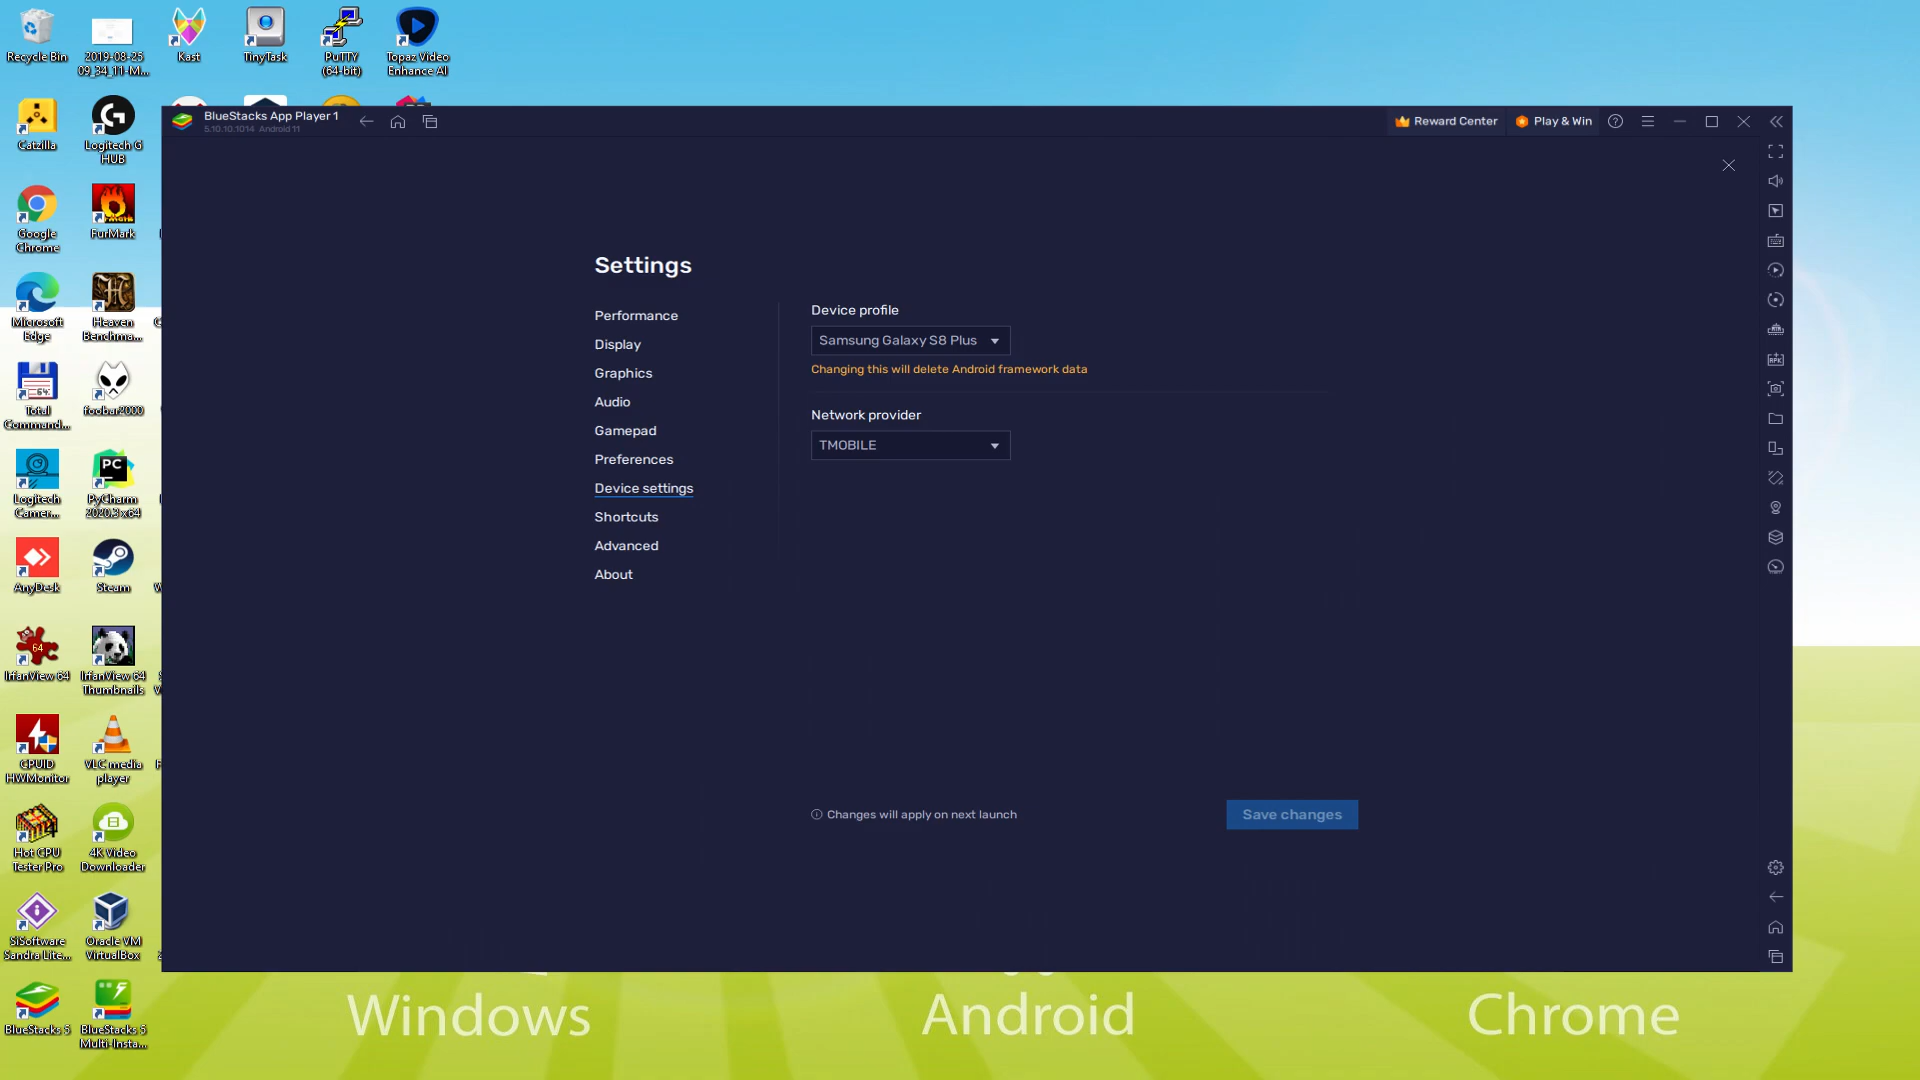 Recycle Bin
2019-08-25
09_34_11-M...
Kast
TinyTask
PuTTY
(64-bit)
Topaz Video
Enhance AI
Catzilla
Logitech G
HUB
Google
Chrome
FurMark
Microsoft
Edge
Heaven
Benchma...
Total
Command...
foobar2000
Logitech
Camer...
PyCharm
2020.3 x64
AnyDesk
Steam
IrfanView 64
IrfanView 64
Thumbnails
CPUID
HWMonitor
VLC media
player
Hot CPU
Tester Pro
4K Video
Downloader
SiSoftware
Sandra Lite...
Oracle VM
VirtualBox
BlueStacks 5
BlueStacks 5
Multi-Insta...
BlueStacks App Player 1
5.10.10.1014 Android 11
Reward Center
Play & Win
Settings
Performance
Display
Graphics
Audio
Gamepad
Preferences
Device settings
Shortcuts
Advanced
About
Device profile
Samsung Galaxy S8 Plus
Changing this will delete Android framework data
Network provider
TMOBILE
Changes will apply on next launch
Save changes
Windows
Android
Chrome